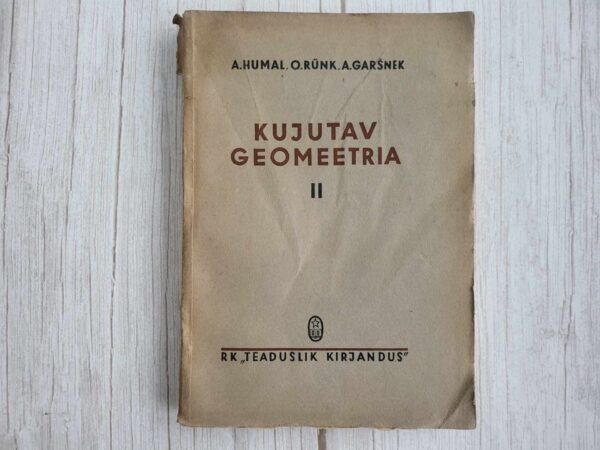 A.HUMAL. O.RÜNK. A.GARŠNEK
KUJUTAV
GEOMEETRIA
II
RK „TEADUSLIK KIRJANDUS"